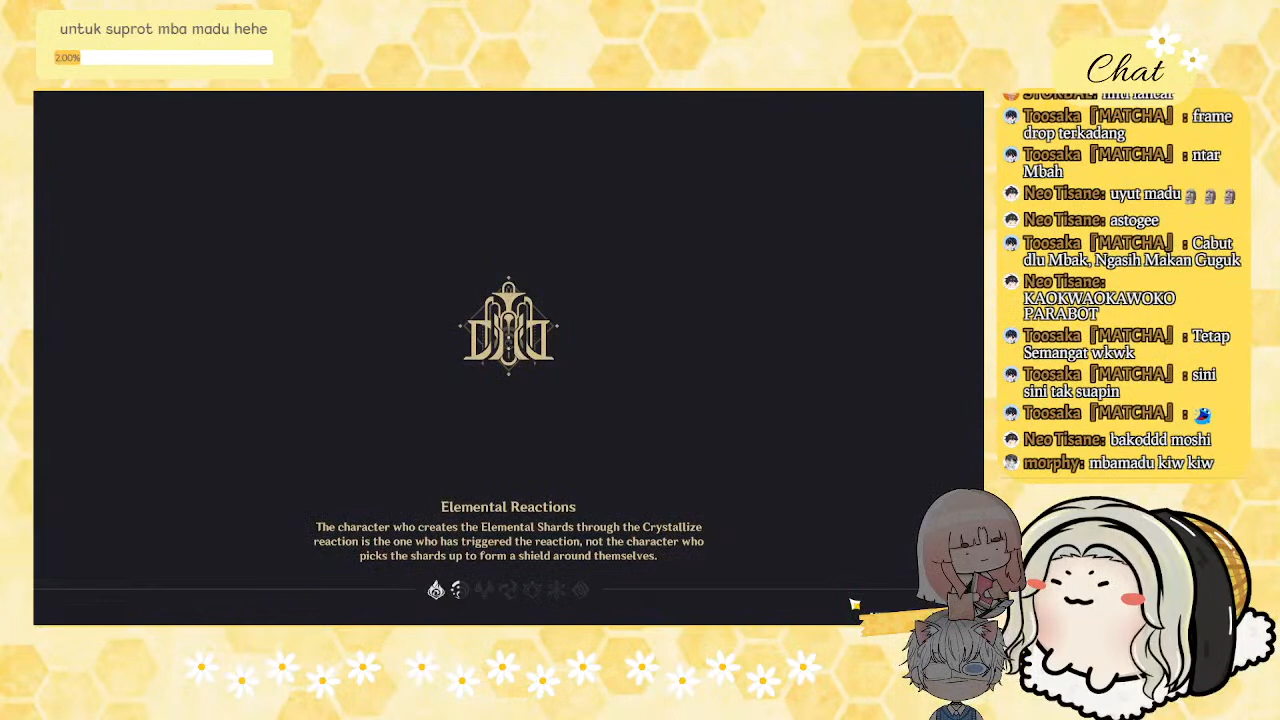 untuk suprot mba madu hehe
2.00%
Chat
STOKBAL: imti lancar
Toosaka『MATCHA』: frame
drop terkadang
Toosaka『MATCHA』: ntar
Mbah
Neo Tisane: uyut madu 🗿 🗿 🗿
Neo Tisane: astogee
Toosaka『MATCHA』: Cabut
dlu Mbak, Ngasih Makan Guguk
Neo Tisane:
KAOKWAOKAWOKO
PARABOT
Toosaka『MATCHA』: Tetap
Semangat wkwk
Toosaka『MATCHA』: sini
sini tak suapin
Toosaka『MATCHA』:
Neo Tisane: bakoddd moshi
morphy: mbamadu kiw kiw
Elemental Reactions
The character who creates the Elemental Shards through the Crystallize
reaction is the one who has triggered the reaction, not the character who
picks the shards up to form a shield around themselves.